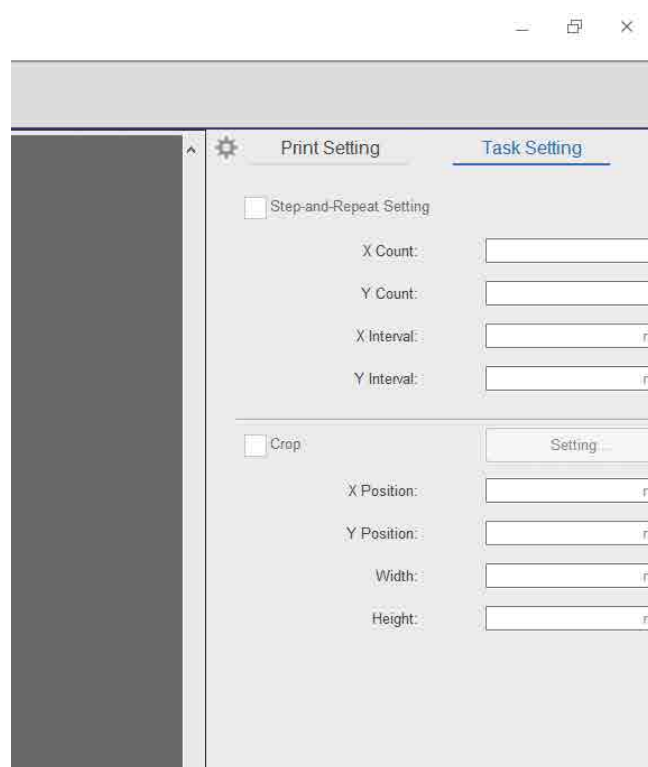 Print Setting Task Setting
Step-and-Repeat Setting
X Count:
Y Count:
X Interval:
Y Interval:
Crop Setting...
X Position:
Y Position:
Width:
Height: